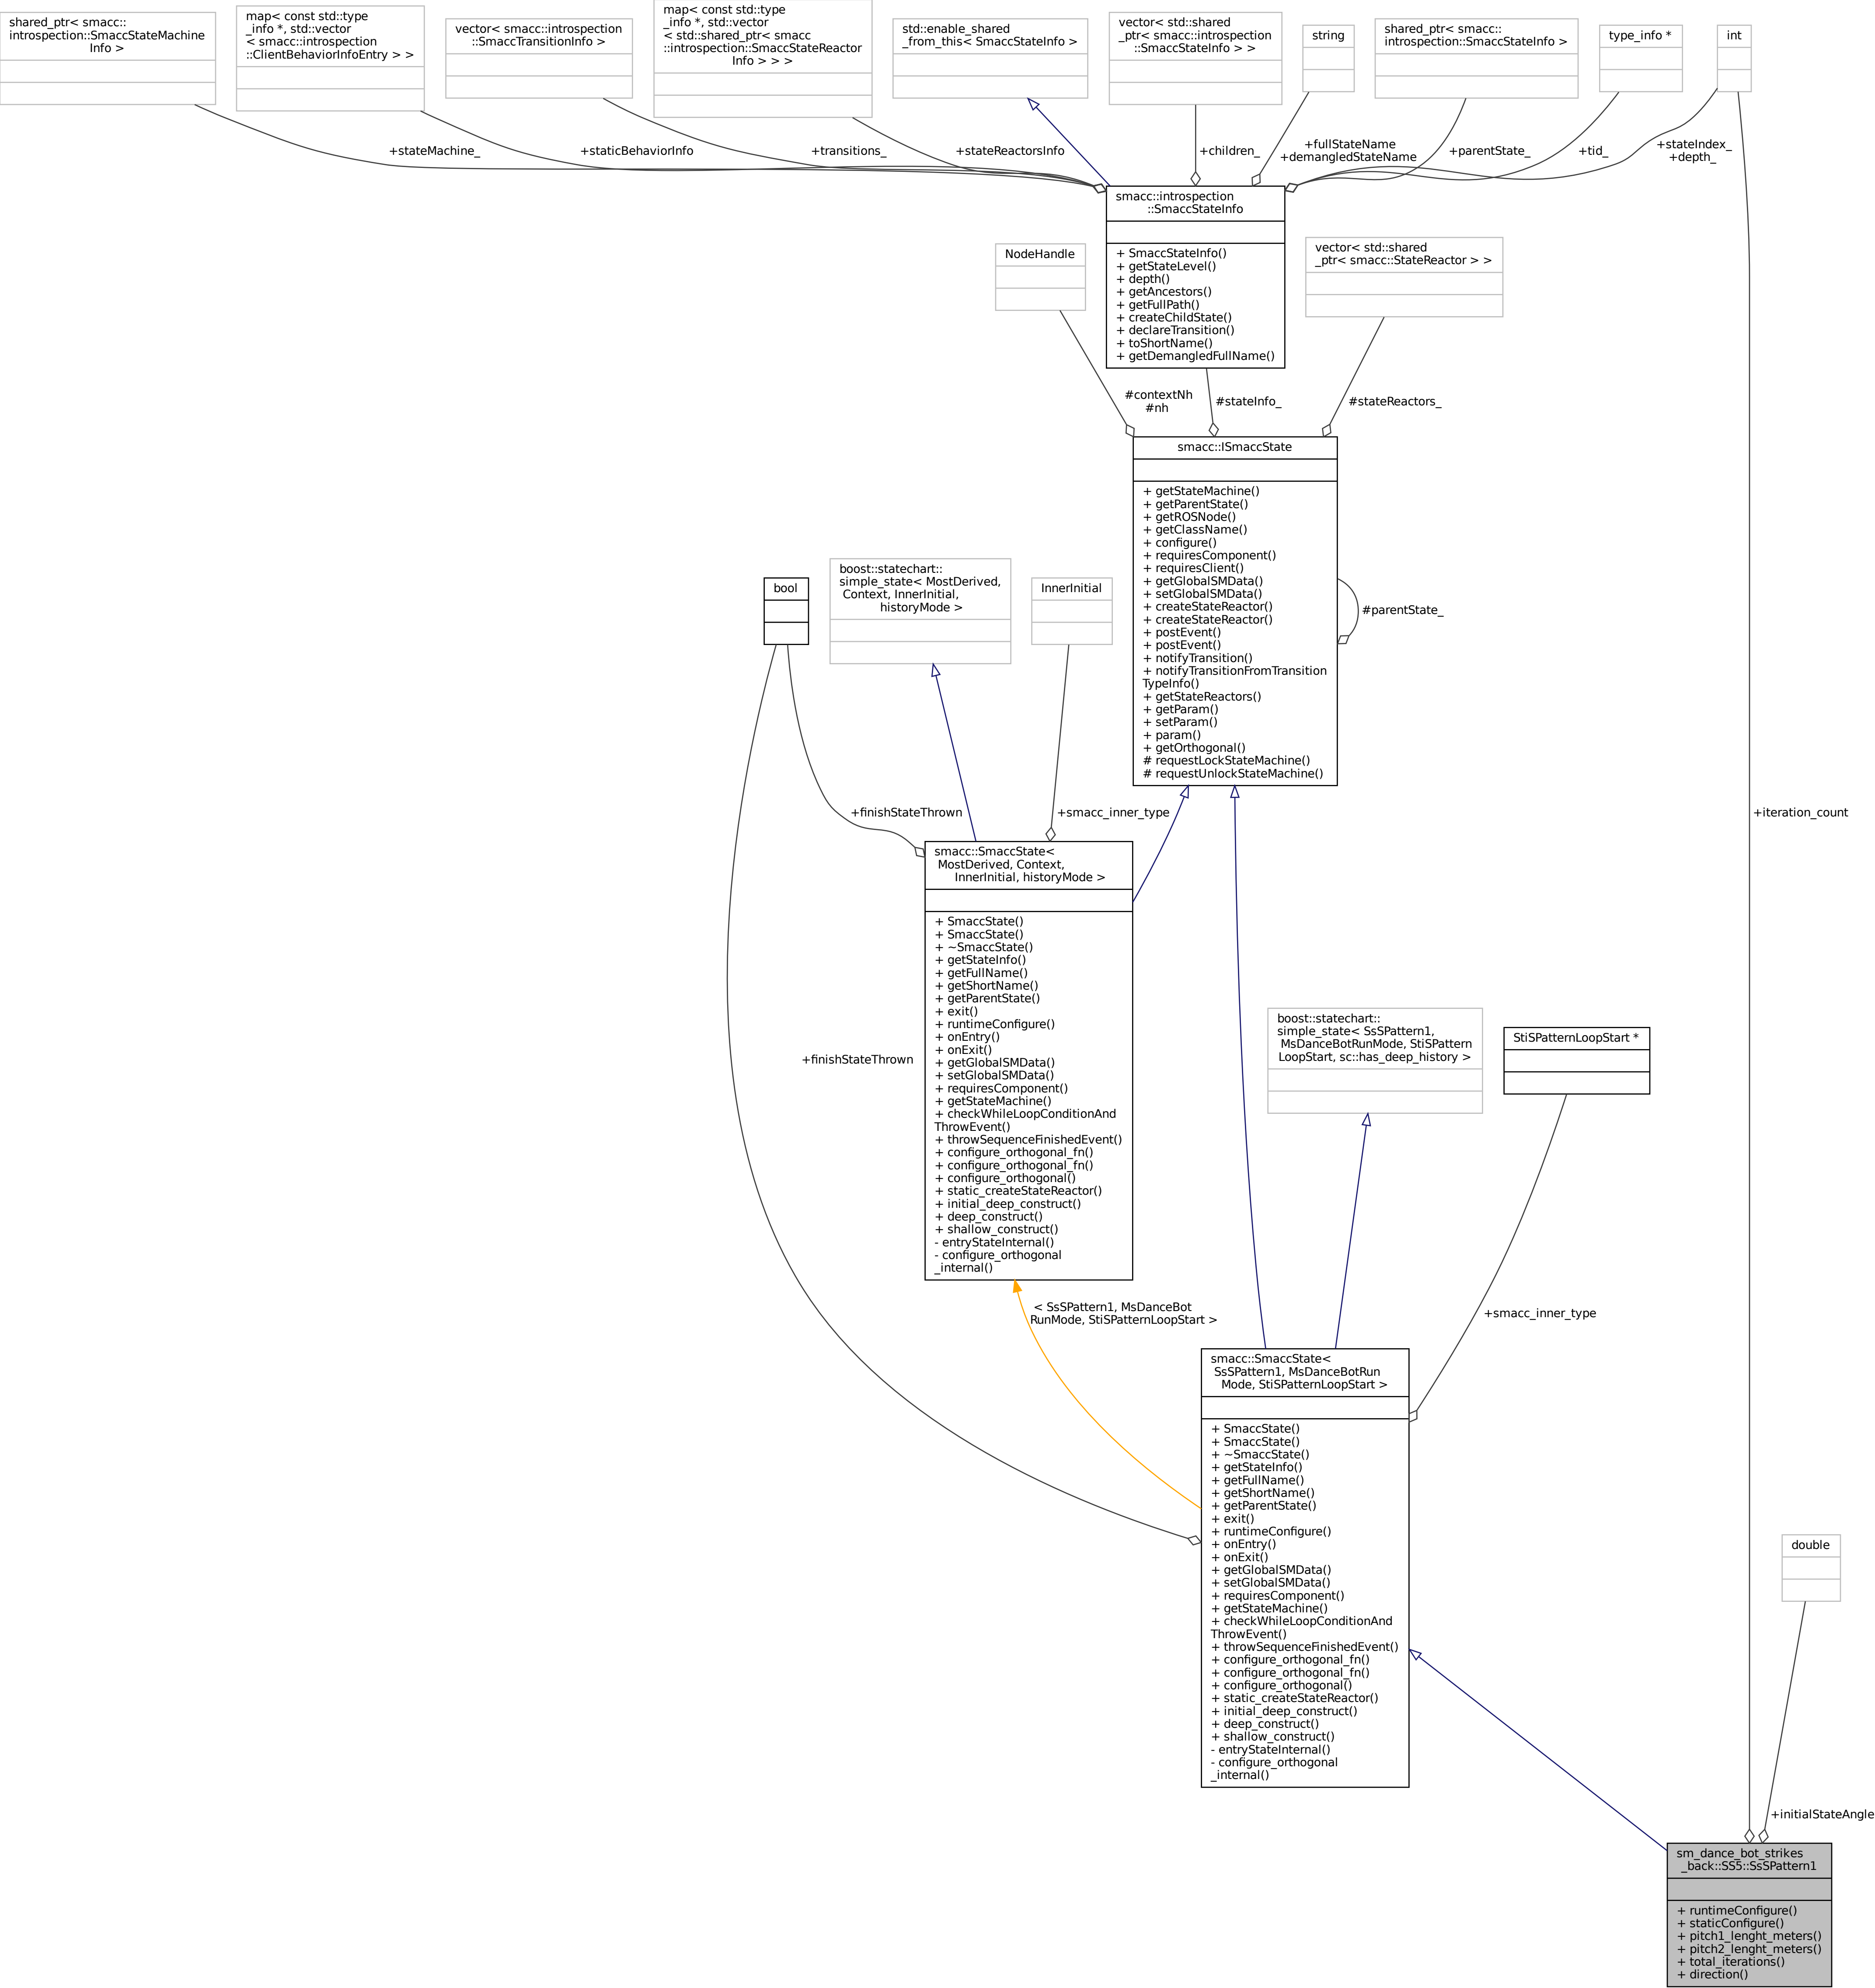 shared_ptr< smacc::
introspection::SmaccStateMachine
Info >
map< const std::type
_info *, std::vector
< smacc::introspection
::ClientBehaviorInfoEntry > >
vector< smacc::introspection
::SmaccTransitionInfo >
map< const std::type
_info *, std::vector
< std::shared_ptr< smacc
::introspection::SmaccStateReactor
Info > > >
std::enable_shared
_from_this< SmaccStateInfo >
vector< std::shared
_ptr< smacc::introspection
::SmaccStateInfo > >
string
shared_ptr< smacc::
introspection::SmaccStateInfo >
type_info *
int
+stateMachine_
+staticBehaviorInfo
+transitions_
+stateReactorsInfo
+children_
+fullStateName
+demangledStateName
+parentState_
+tid_
+stateIndex_
+depth_
smacc::introspection
::SmaccStateInfo
+ SmaccStateInfo()
+ getStateLevel()
+ depth()
+ getAncestors()
+ getFullPath()
+ createChildState()
+ declareTransition()
+ toShortName()
+ getDemangledFullName()
NodeHandle
vector< std::shared
_ptr< smacc::StateReactor > >
#contextNh
#nh
#stateInfo_
#stateReactors_
smacc::ISmaccState
+ getStateMachine()
+ getParentState()
+ getROSNode()
+ getClassName()
+ configure()
+ requiresComponent()
+ requiresClient()
+ getGlobalSMData()
+ setGlobalSMData()
+ createStateReactor()
+ createStateReactor()
+ postEvent()
+ postEvent()
+ notifyTransition()
+ notifyTransitionFromTransition
TypeInfo()
+ getStateReactors()
+ getParam()
+ setParam()
+ param()
+ getOrthogonal()
# requestLockStateMachine()
# requestUnlockStateMachine()
#parentState_
bool
boost::statechart::
simple_state< MostDerived,
Context, InnerInitial,
historyMode >
InnerInitial
+finishStateThrown
+smacc_inner_type
+iteration_count
smacc::SmaccState<
MostDerived, Context,
InnerInitial, historyMode >
+ SmaccState()
+ SmaccState()
+ ~SmaccState()
+ getStateInfo()
+ getFullName()
+ getShortName()
+ getParentState()
+ exit()
+ runtimeConfigure()
+ onEntry()
+ onExit()
+ getGlobalSMData()
+ setGlobalSMData()
+ requiresComponent()
+ getStateMachine()
+ checkWhileLoopConditionAnd
ThrowEvent()
+ throwSequenceFinishedEvent()
+ configure_orthogonal_fn()
+ configure_orthogonal_fn()
+ configure_orthogonal()
+ static_createStateReactor()
+ initial_deep_construct()
+ deep_construct()
+ shallow_construct()
- entryStateInternal()
- configure_orthogonal
_internal()
+finishStateThrown
boost::statechart::
simple_state< SsSPattern1,
MsDanceBotRunMode, StiSPattern
LoopStart, sc::has_deep_history >
StiSPatternLoopStart *
< SsSPattern1, MsDanceBot
RunMode, StiSPatternLoopStart >
+smacc_inner_type
smacc::SmaccState<
SsSPattern1, MsDanceBotRun
Mode, StiSPatternLoopStart >
+ SmaccState()
+ SmaccState()
+ ~SmaccState()
+ getStateInfo()
+ getFullName()
+ getShortName()
+ getParentState()
+ exit()
+ runtimeConfigure()
+ onEntry()
+ onExit()
+ getGlobalSMData()
+ setGlobalSMData()
+ requiresComponent()
+ getStateMachine()
+ checkWhileLoopConditionAnd
ThrowEvent()
+ throwSequenceFinishedEvent()
+ configure_orthogonal_fn()
+ configure_orthogonal_fn()
+ configure_orthogonal()
+ static_createStateReactor()
+ initial_deep_construct()
+ deep_construct()
+ shallow_construct()
- entryStateInternal()
- configure_orthogonal
_internal()
double
+initialStateAngle
sm_dance_bot_strikes
_back::SS5::SsSPattern1
+ runtimeConfigure()
+ staticConfigure()
+ pitch1_lenght_meters()
+ pitch2_lenght_meters()
+ total_iterations()
+ direction()